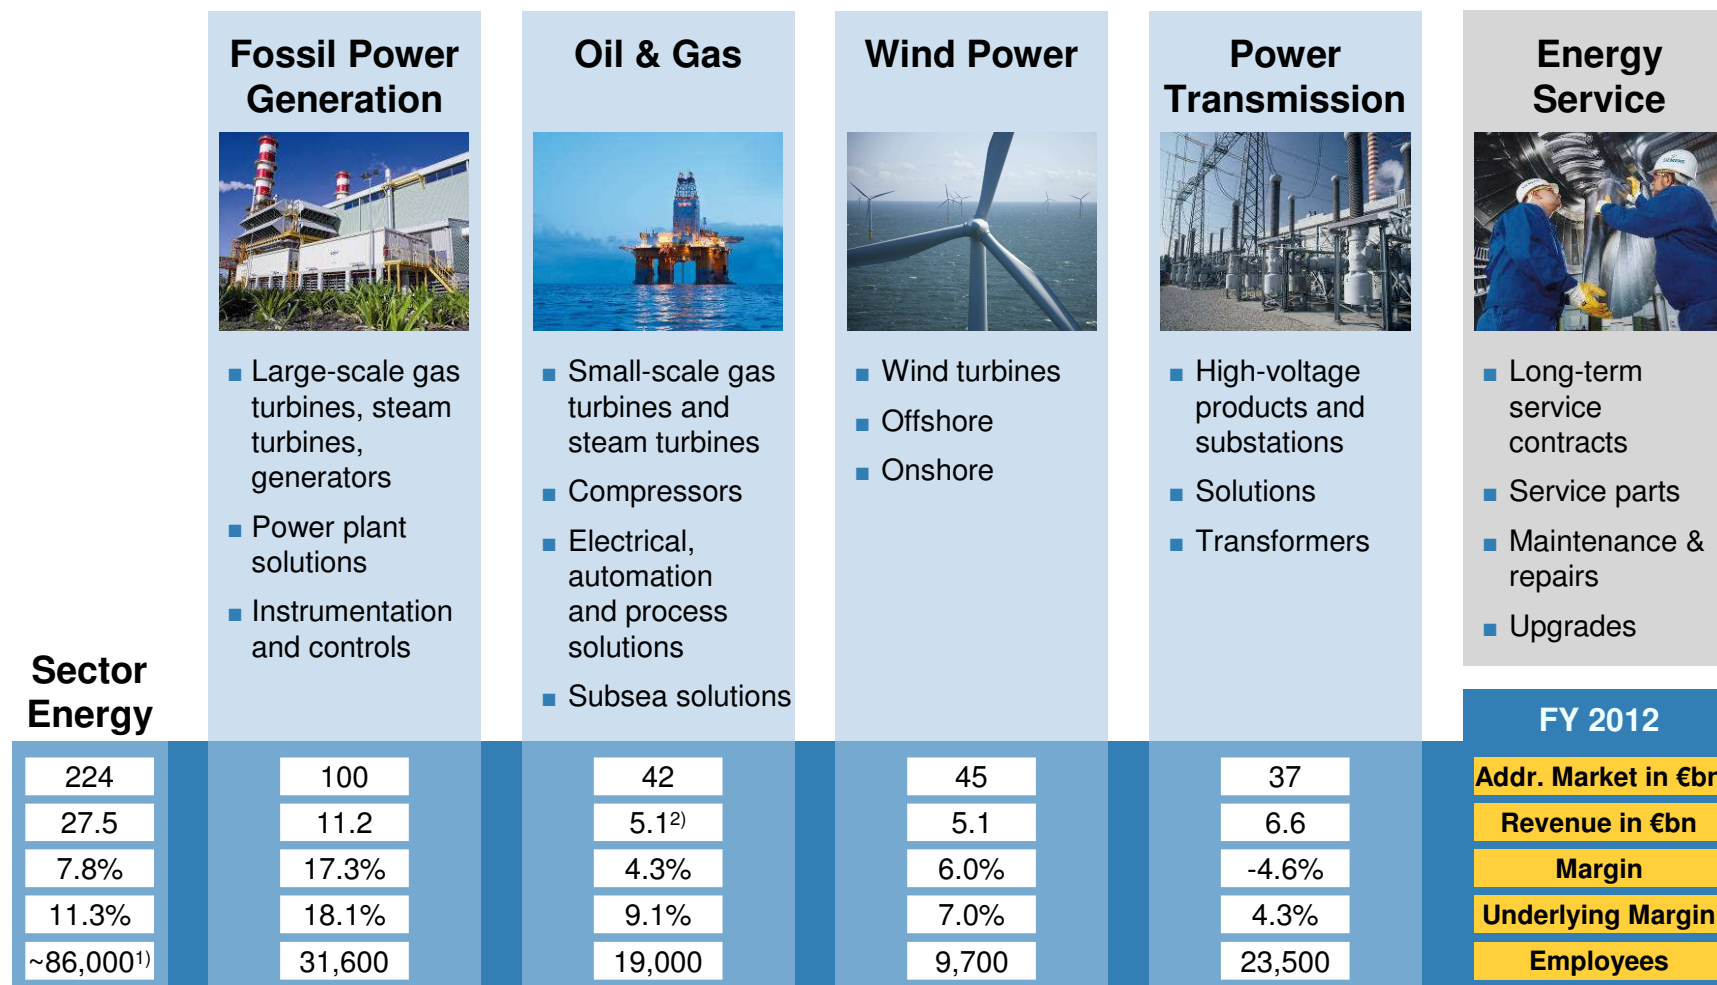 Fossil Power
Generation
Oil & Gas
Wind Power
Power
Transmission
Energy
Service
■ Large-scale gas
turbines, steam
turbines,
generators
■ Power plant
solutions
■ Instrumentation
and controls
■ Small-scale gas
turbines and
steam turbines
■ Compressors
■ Electrical,
automation
and process
solutions
■ Subsea solutions
■ Wind turbines
■ Offshore
■ Onshore
■ High-voltage
products and
substations
■ Solutions
■ Transformers
■ Long-term
service
contracts
■ Service parts
■ Maintenance &
repairs
■ Upgrades
Sector
Energy
FY 2012
224 100 42 45 37 Addr. Market in €bn
27.5 11.2 5.1²⁾ 5.1 6.6 Revenue in €bn
7.8% 17.3% 4.3% 6.0% -4.6% Margin
11.3% 18.1% 9.1% 7.0% 4.3% Underlying Margin
~86,000¹⁾ 31,600 19,000 9,700 23,500 Employees